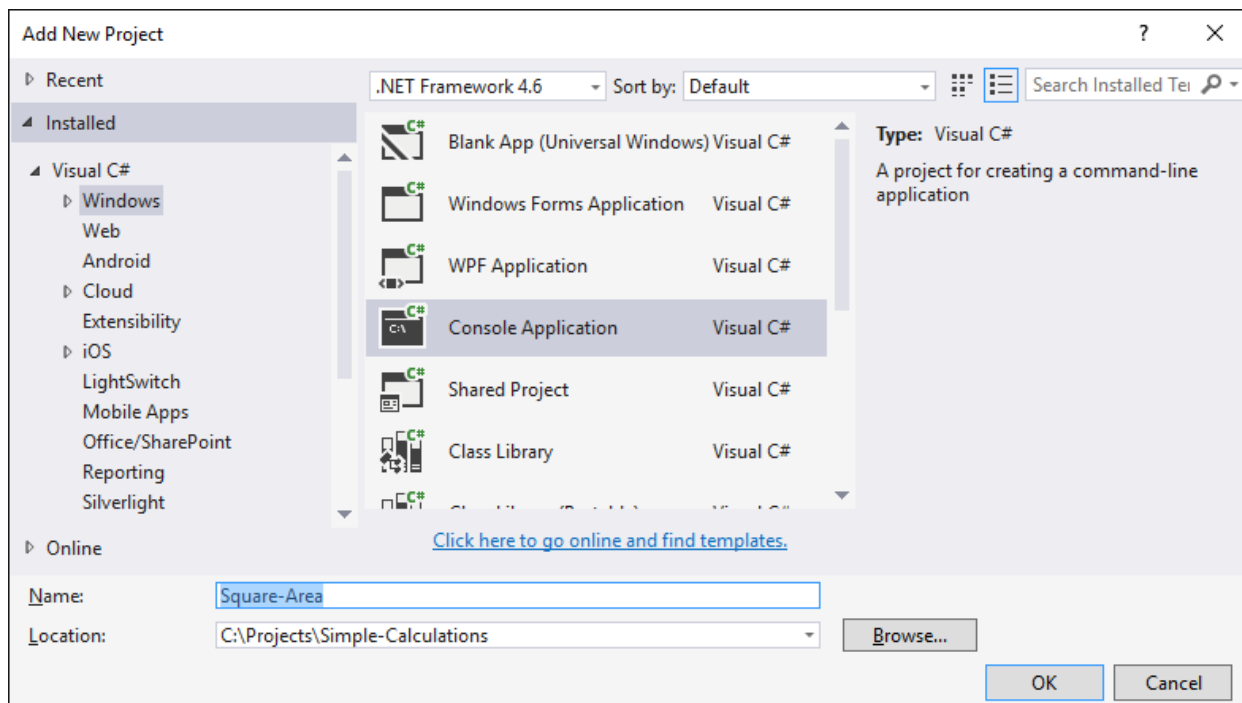 Add New Project
?
Recent
Installed
Visual C#
Windows
Web
Android
Cloud
Extensibility
iOS
LightSwitch
Mobile Apps
Office/SharePoint
Reporting
Silverlight
Online
.NET Framework 4.6 Sort by: Default
Search Installed Te
C# Blank App (Universal Windows) Visual C#
C# Windows Forms Application Visual C#
C# WPF Application Visual C#
C# C:\ Console Application Visual C#
C# Shared Project Visual C#
C# Class Library Visual C#
C#
Click here to go online and find templates.
Type: Visual C#
A project for creating a command-line
application
Name: Square-Area
Location: C:\Projects\Simple-Calculations Browse...
OK Cancel